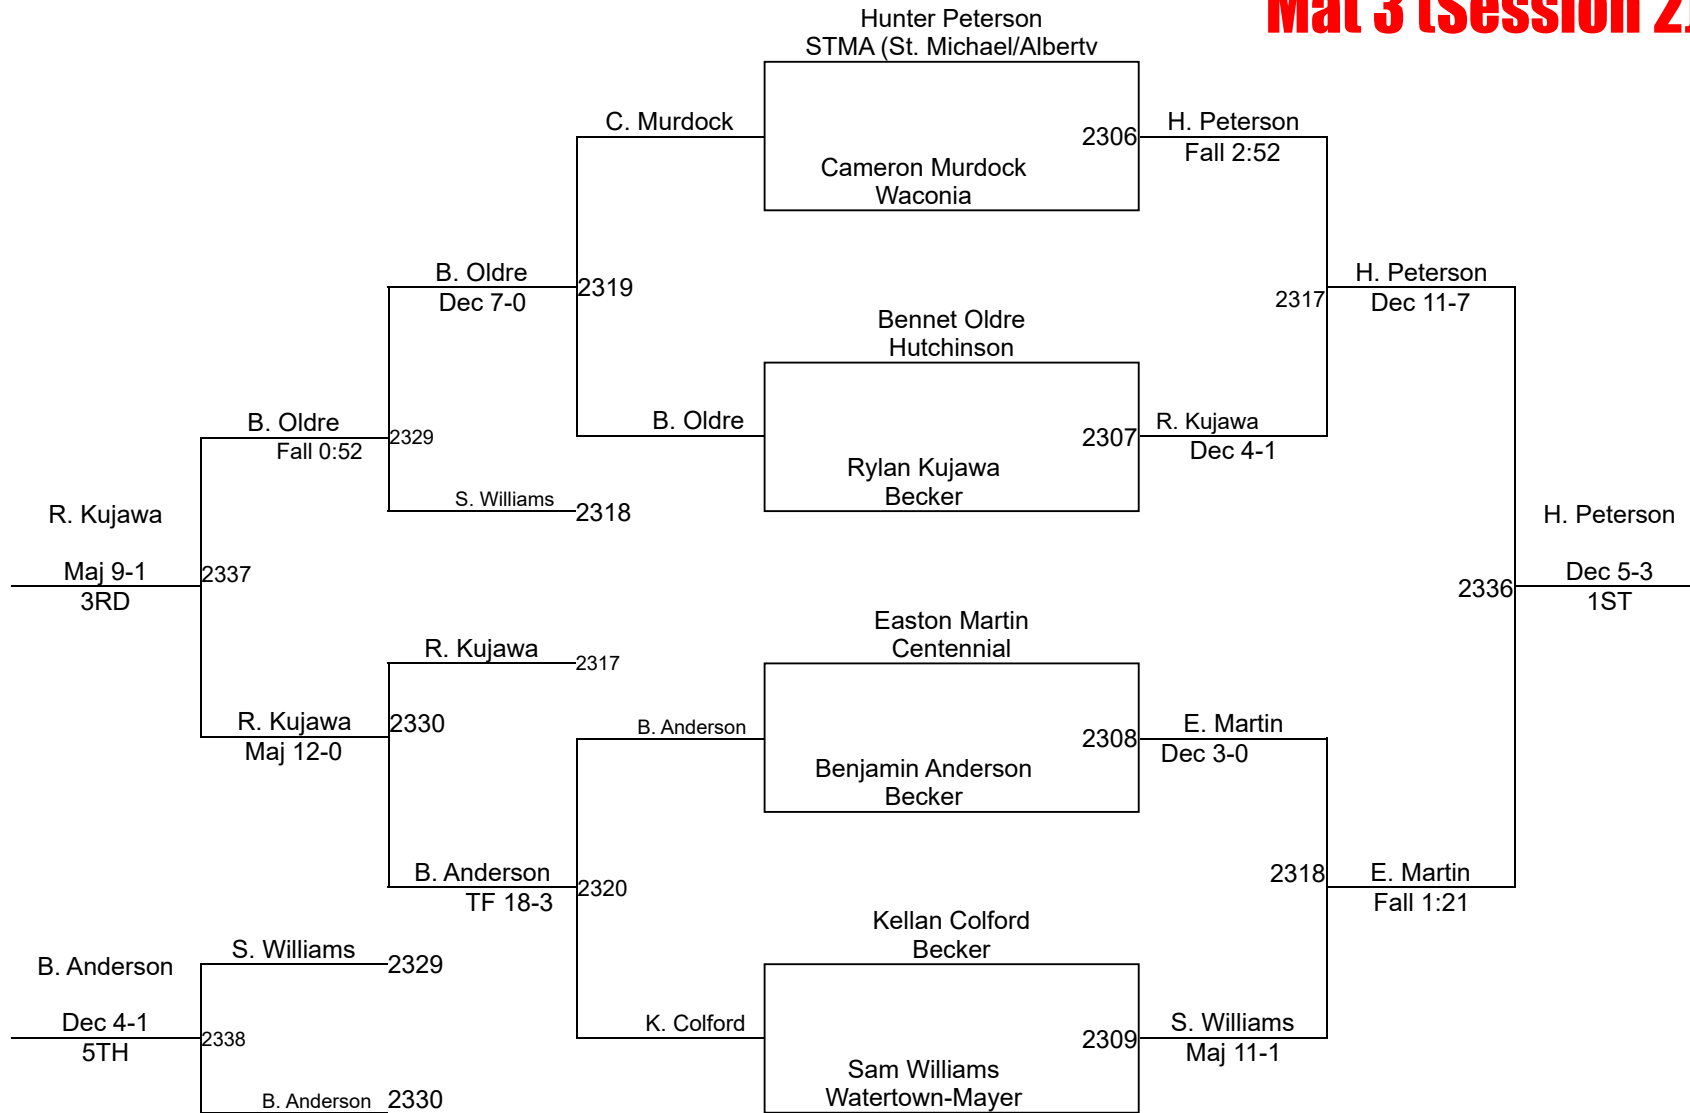 Mat 3 (Session 2)
Hunter Peterson
STMA (St. Michael/Albertv
C. Murdock
2306
H. Peterson
Fall 2:52
Cameron Murdock
Waconia
B. Oldre
Dec 7-0
2319
2317
H. Peterson
Dec 11-7
Bennet Oldre
Hutchinson
B. Oldre
Fall 0:52
2329
B. Oldre
2307
R. Kujawa
Dec 4-1
Rylan Kujawa
Becker
S. Williams
2318
R. Kujawa
Maj 9-1
3RD
2337
H. Peterson
Dec 5-3
1ST
2336
Easton Martin
Centennial
R. Kujawa
2317
R. Kujawa
Maj 12-0
2330
B. Anderson
2308
E. Martin
Dec 3-0
Benjamin Anderson
Becker
B. Anderson
TF 18-3
2320
2318
E. Martin
Fall 1:21
Kellan Colford
Becker
S. Williams
2329
B. Anderson
Dec 4-1
5TH
2338
K. Colford
2309
S. Williams
Maj 11-1
Sam Williams
Watertown-Mayer
B. Anderson
2330